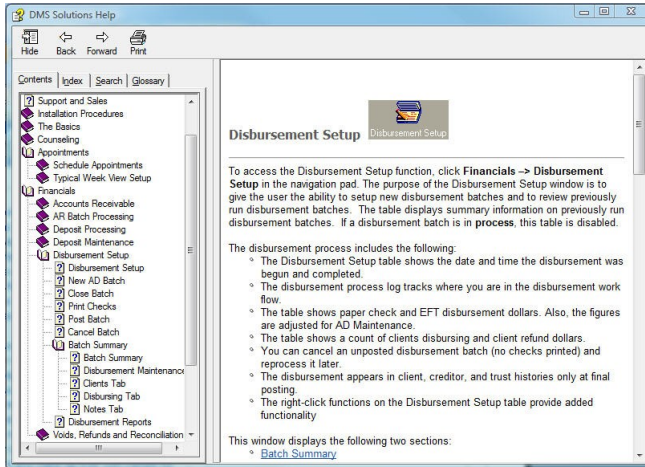 DMS Solutions Help
Hide Back Forward Print
Contents Index Search Glossary
Support and Sales
Installation Procedures
The Basics
Counseling
Appointments
Schedule Appointments
Typical Week View Setup
Financials
Accounts Receivable
AR Batch Processing
Deposit Processing
Deposit Maintenance
Disbursement Setup
Disbursement Setup
New AD Batch
Close Batch
Print Checks
Post Batch
Cancel Batch
Batch Summary
Batch Summary
Disbursement Maintenance
Clients Tab
Disbursing Tab
Notes Tab
Disbursement Reports
Voids, Refunds and Reconciliation
Disbursement Setup
Disbursement Setup
To access the Disbursement Setup function, click Financials –> Disbursement
Setup in the navigation pad. The purpose of the Disbursement Setup window is to
give the user the ability to setup new disbursement batches and to review previously
run disbursement batches. The table displays summary information on previously run
disbursement batches. If a disbursement batch is in process, this table is disabled.
The disbursement process includes the following:
° The Disbursement Setup table shows the date and time the disbursement was
begun and completed.
° The disbursement process log tracks where you are in the disbursement work
flow.
° The table shows paper check and EFT disbursement dollars. Also, the figures
are adjusted for AD Maintenance.
° The table shows a count of clients disbursing and client refund dollars.
° You can cancel an unposted disbursement batch (no checks printed) and
reprocess it later.
° The disbursement appears in client, creditor, and trust histories only at final
posting.
° The right-click functions on the Disbursement Setup table provide added
functionality
This window displays the following two sections:
° Batch Summary